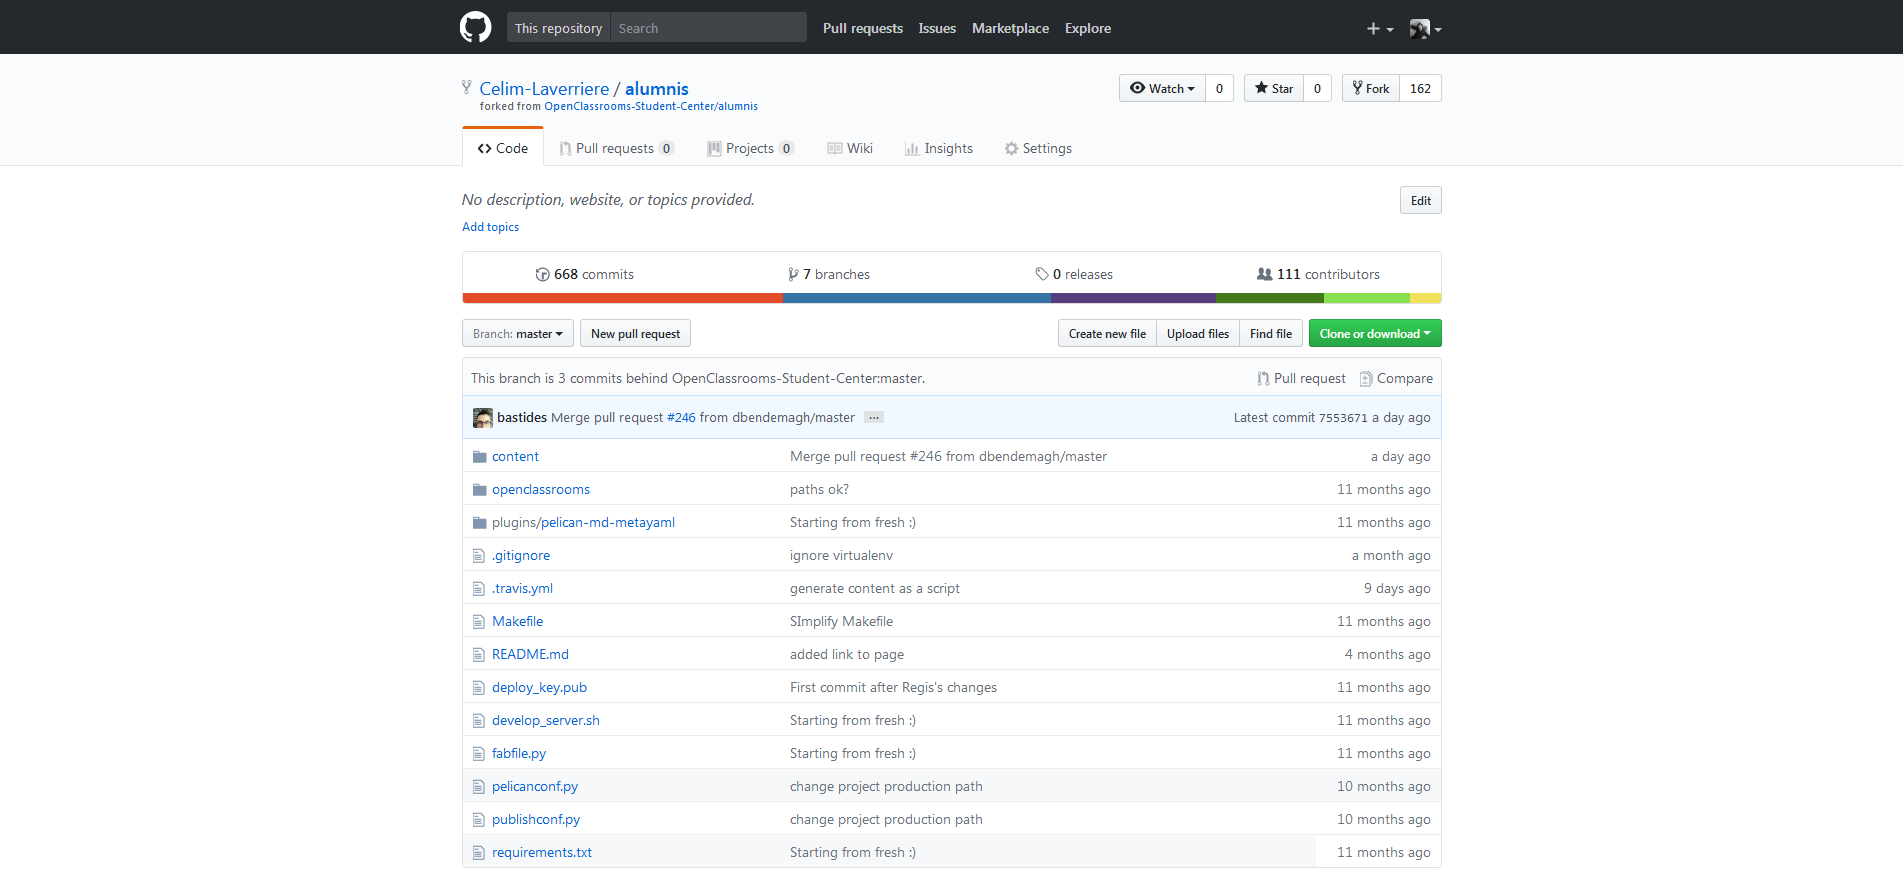 This repository Search Pull requests Issues Marketplace Explore
Celim-Laverriere / alumnis Watch 0 Star 0 Fork 162
forked from OpenClassrooms-Student-Center/alumnis
Code Pull requests 0 Projects 0 Wiki Insights Settings
No description, website, or topics provided. Edit
Add topics
668 commits 7 branches 0 releases 111 contributors
Branch: master New pull request Create new file Upload files Find file Clone or download
This branch is 3 commits behind OpenClassrooms-Student-Center:master. Pull request Compare
bastides Merge pull request #246 from dbendemagh/master ... Latest commit 7553671 a day ago
content Merge pull request #246 from dbendemagh/master a day ago
openclassrooms paths ok? 11 months ago
plugins/pelican-md-metayaml Starting from fresh :) 11 months ago
.gitignore ignore virtualenv a month ago
.travis.yml generate content as a script 9 days ago
Makefile SImplify Makefile 11 months ago
README.md added link to page 4 months ago
deploy_key.pub First commit after Regis's changes 11 months ago
develop_server.sh Starting from fresh :) 11 months ago
fabfile.py Starting from fresh :) 11 months ago
pelicanconf.py change project production path 10 months ago
publishconf.py change project production path 10 months ago
requirements.txt Starting from fresh :) 11 months ago